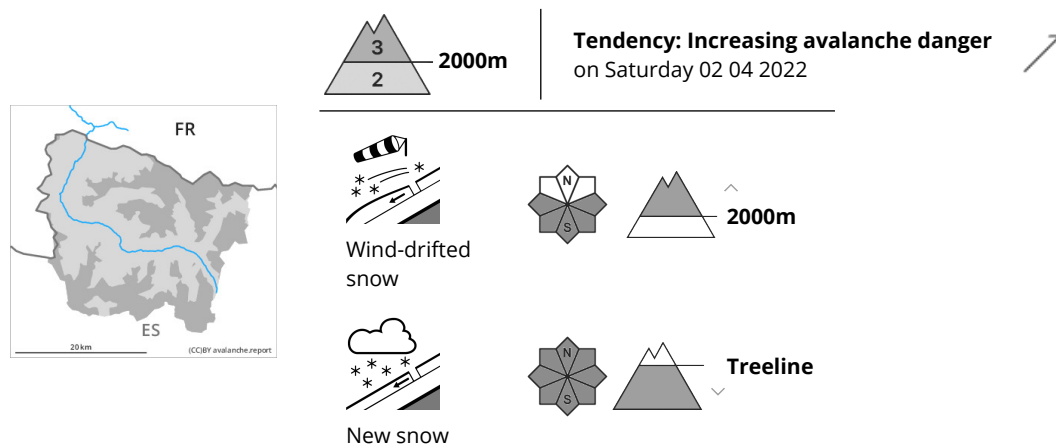 3
2
2000m
Tendency: Increasing avalanche danger
on Saturday 02 04 2022
FR
ES
20 km
(CC)BY avalanche.report
N
S
2000m
Wind-drifted
snow
N
S
Treeline
New snow